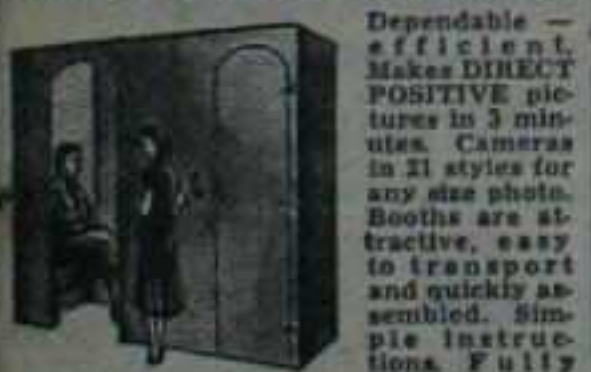 Dependable —
efficient.
Makes DIRECT
POSITIVE pic-
tures in 3 min-
utes. Cameras
in 21 styles for
any size photo.
Booths are at-
tractive, easy
to transport
and quickly as-
sembled. Sim-
ple instruc-
tions. Fully